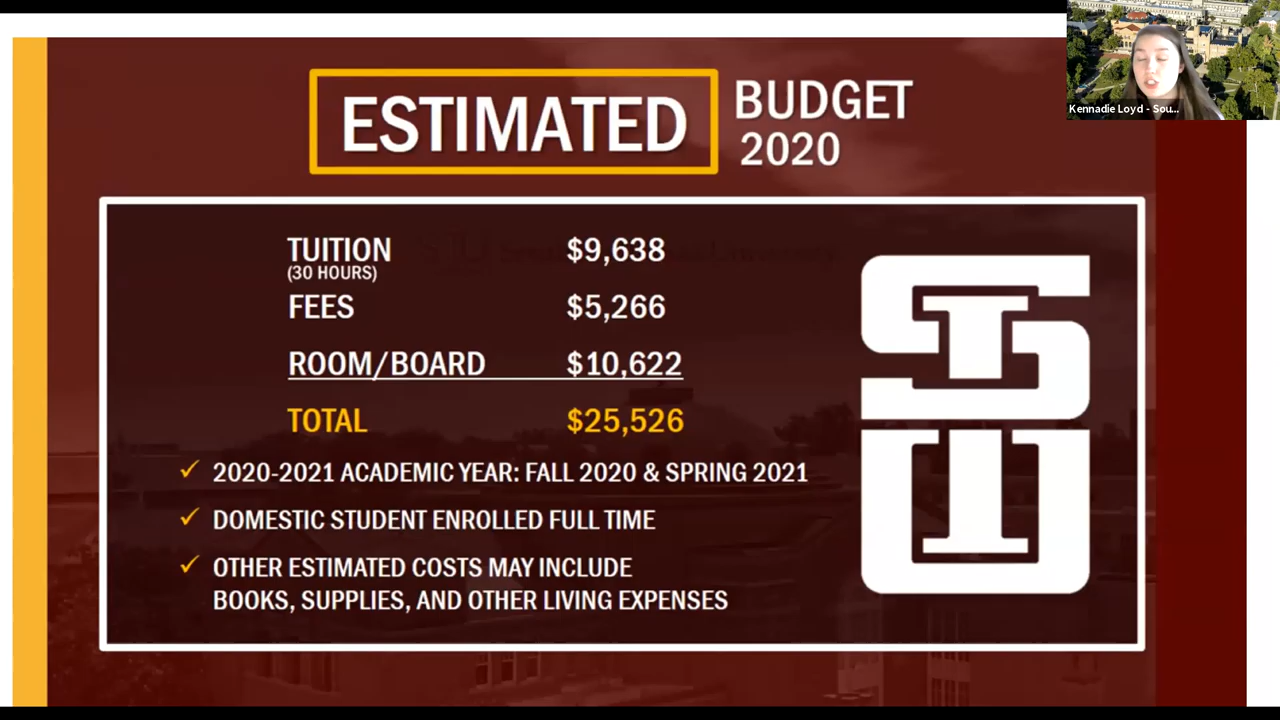 ESTIMATED
BUDGET
2020
TUITION $9,638
(30 HOURS)
FEES $5,266
ROOM/BOARD $10,622
TOTAL $25,526
✓ 2020-2021 ACADEMIC YEAR: FALL 2020 & SPRING 2021
✓ DOMESTIC STUDENT ENROLLED FULL TIME
✓ OTHER ESTIMATED COSTS MAY INCLUDE
BOOKS, SUPPLIES, AND OTHER LIVING EXPENSES
SIU
Kennadie Loyd - Sou...